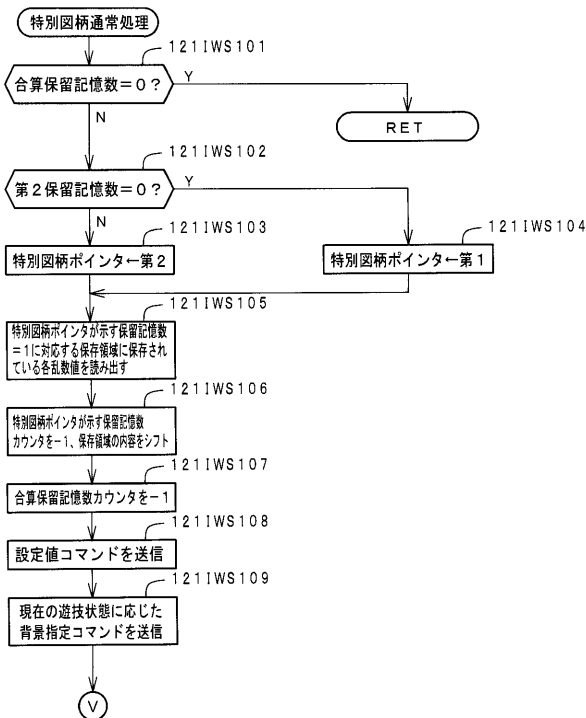 特別図柄通常処理
121IWS101
合算保留記憶数=0?
Y
N
RET
121IWS102
第2保留記憶数=0?
Y
N
121IWS103
121IWS104
特別図柄ポインタ←第2
特別図柄ポインタ←第1
121IWS105
特別図柄ポインタが示す保留記憶数
=1に対応する保存領域に保存され
ている各乱数値を読み出す
121IWS106
特別図柄ポインタが示す保留記憶数
カウンタを-1、保存領域の内容をシフト
121IWS107
合算保留記憶数カウンタを-1
121IWS108
設定値コマンドを送信
121IWS109
現在の遊技状態に応じた
背景指定コマンドを送信
V